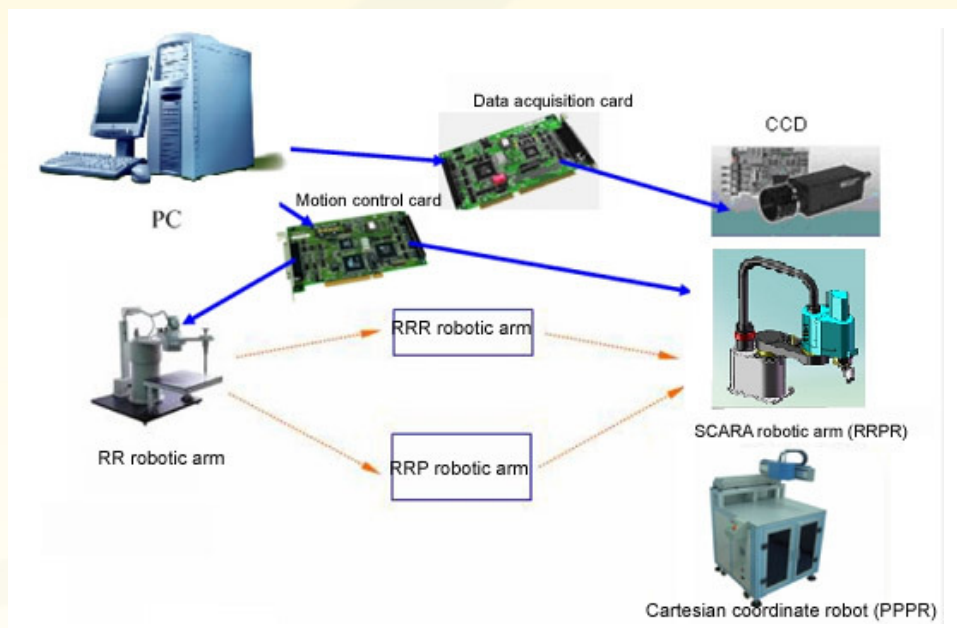 Data acquisition card
CCD
PC
Motion control card
RRR robotic arm
SCARA robotic arm (RRPR)
RR robotic arm
RRP robotic arm
Cartesian coordinate robot (PPPR)